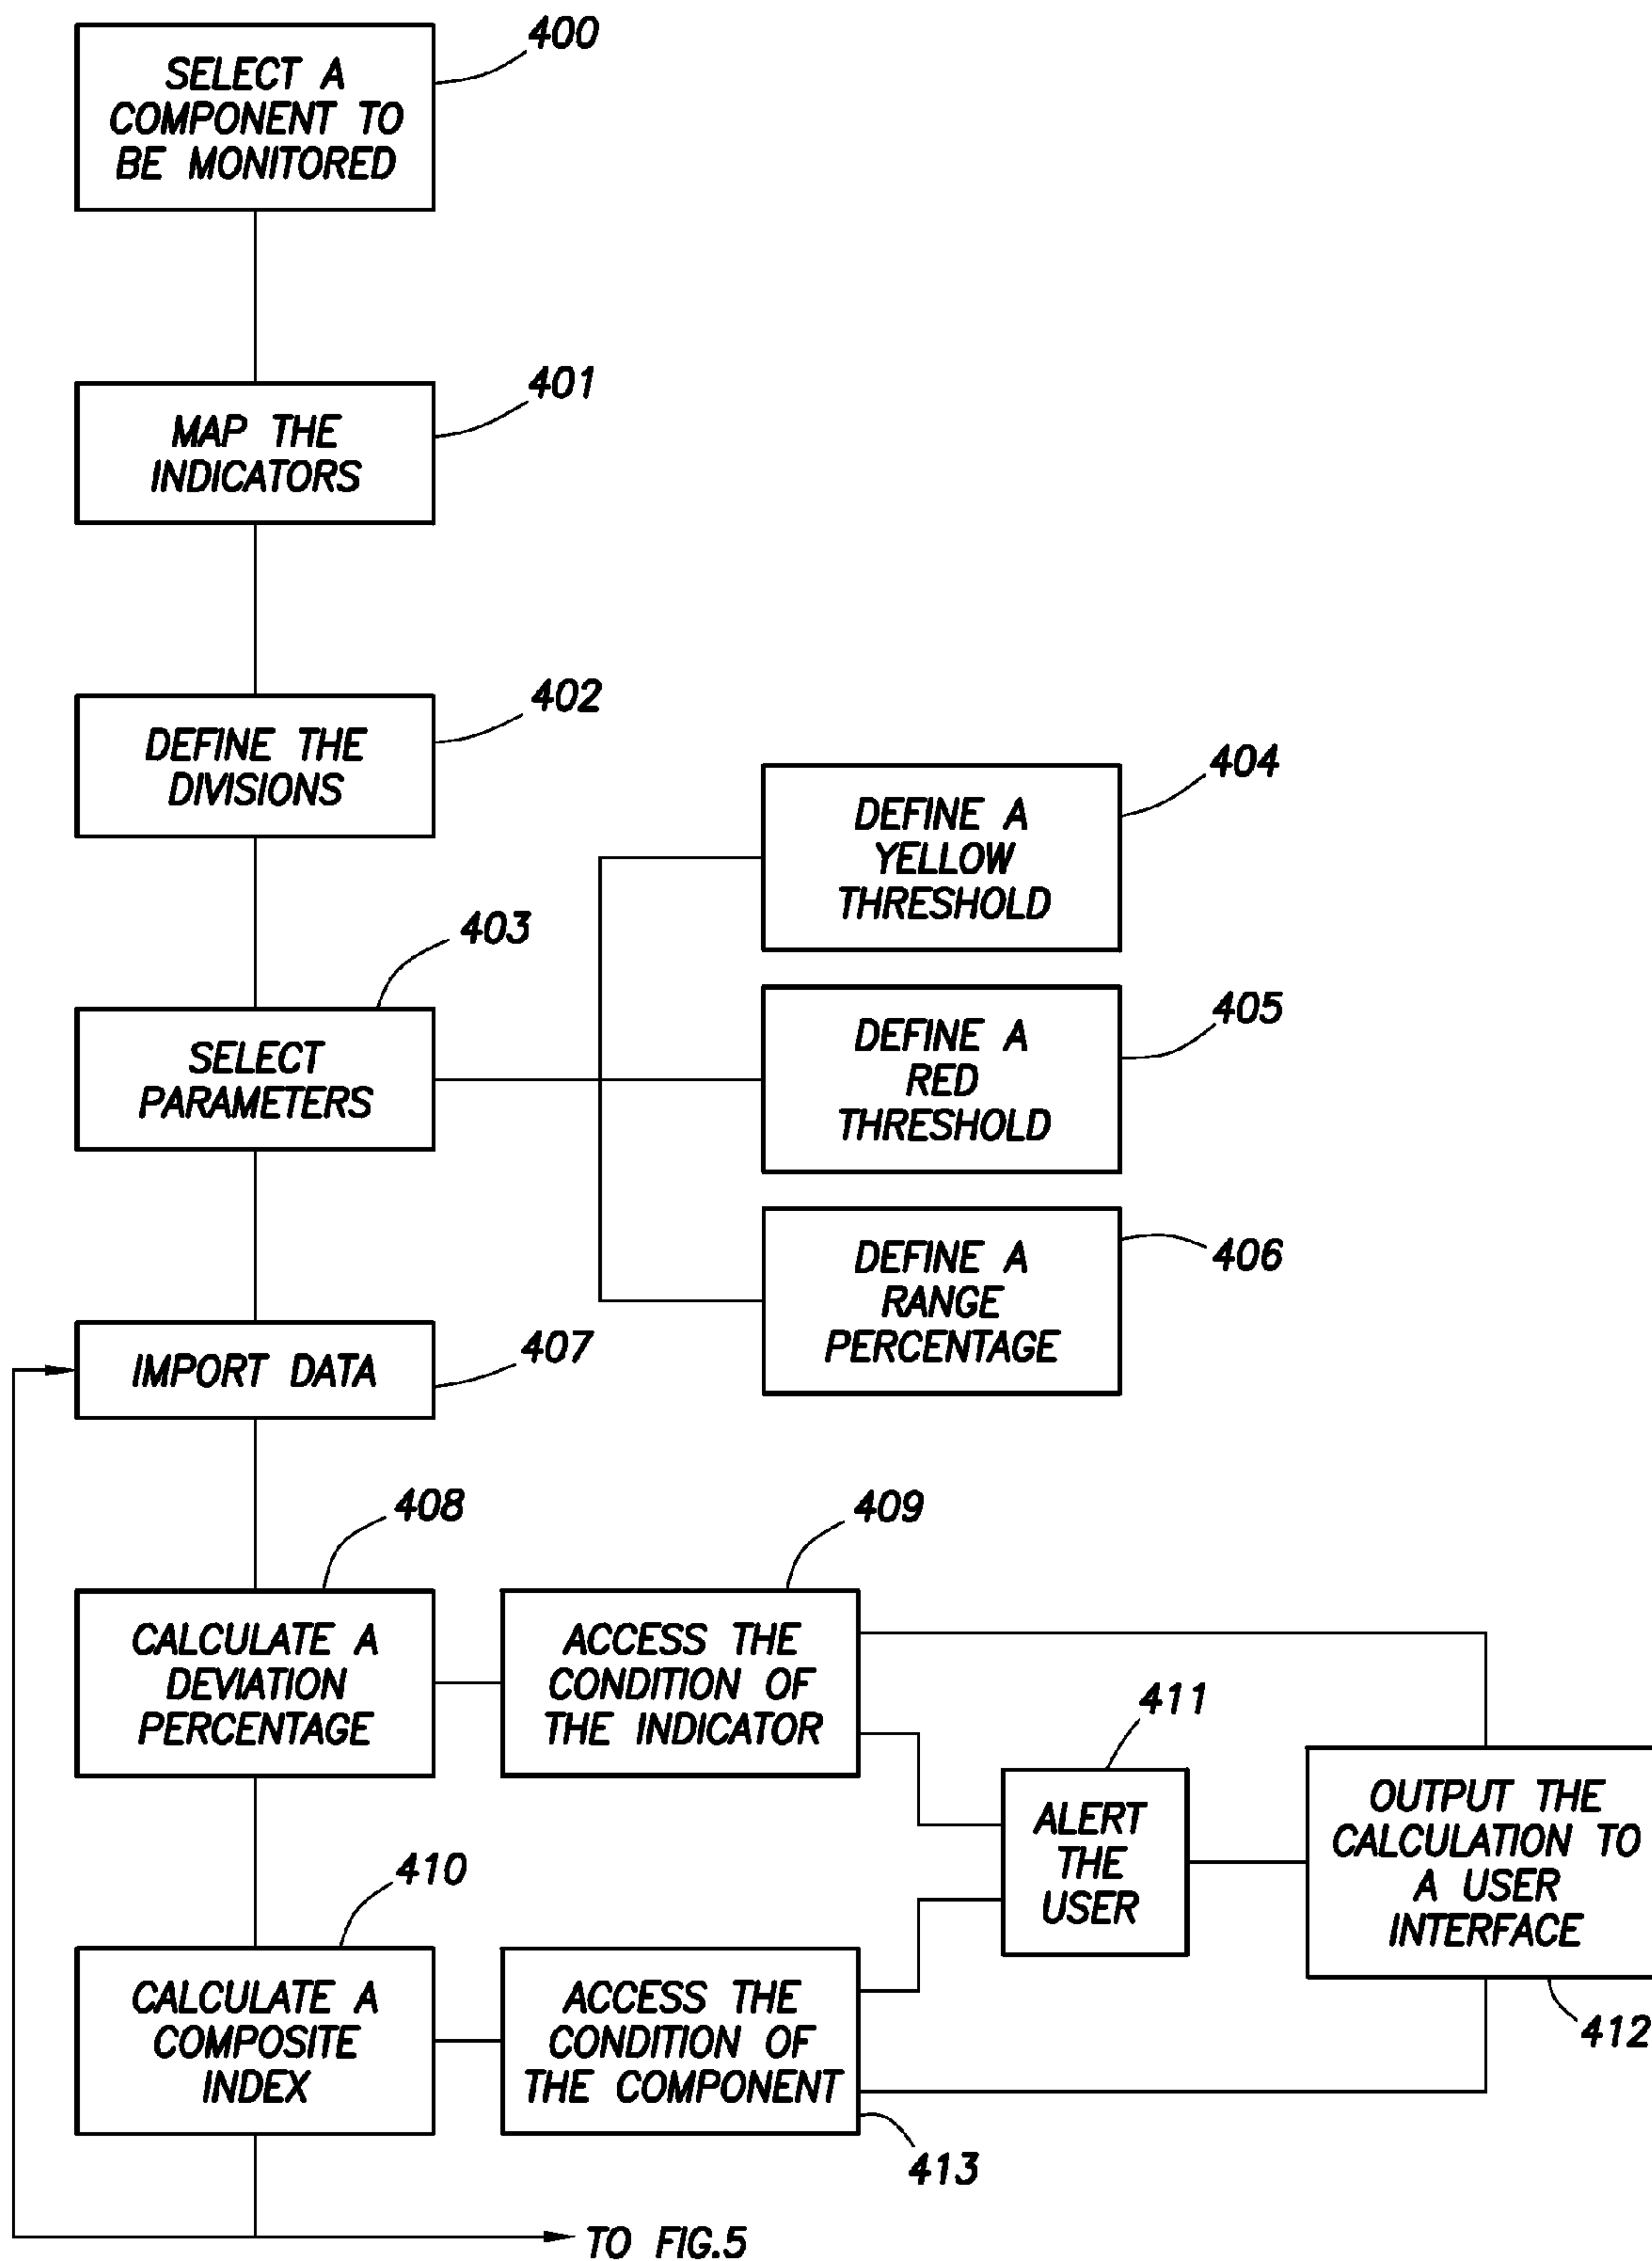 400
SELECT A
COMPONENT TO
BE MONITORED
401
MAP THE
INDICATORS
402
DEFINE THE
DIVISIONS
404
DEFINE A
YELLOW
THRESHOLD
403
SELECT
PARAMETERS
405
DEFINE A
RED
THRESHOLD
406
DEFINE A
RANGE
PERCENTAGE
407
IMPORT DATA
408
CALCULATE A
DEVIATION
PERCENTAGE
409
ACCESS THE
CONDITION OF
THE INDICATOR
411
ALERT
THE
USER
OUTPUT THE
CALCULATION TO
A USER
INTERFACE
412
410
CALCULATE A
COMPOSITE
INDEX
ACCESS THE
CONDITION OF
THE COMPONENT
413
TO FIG.5